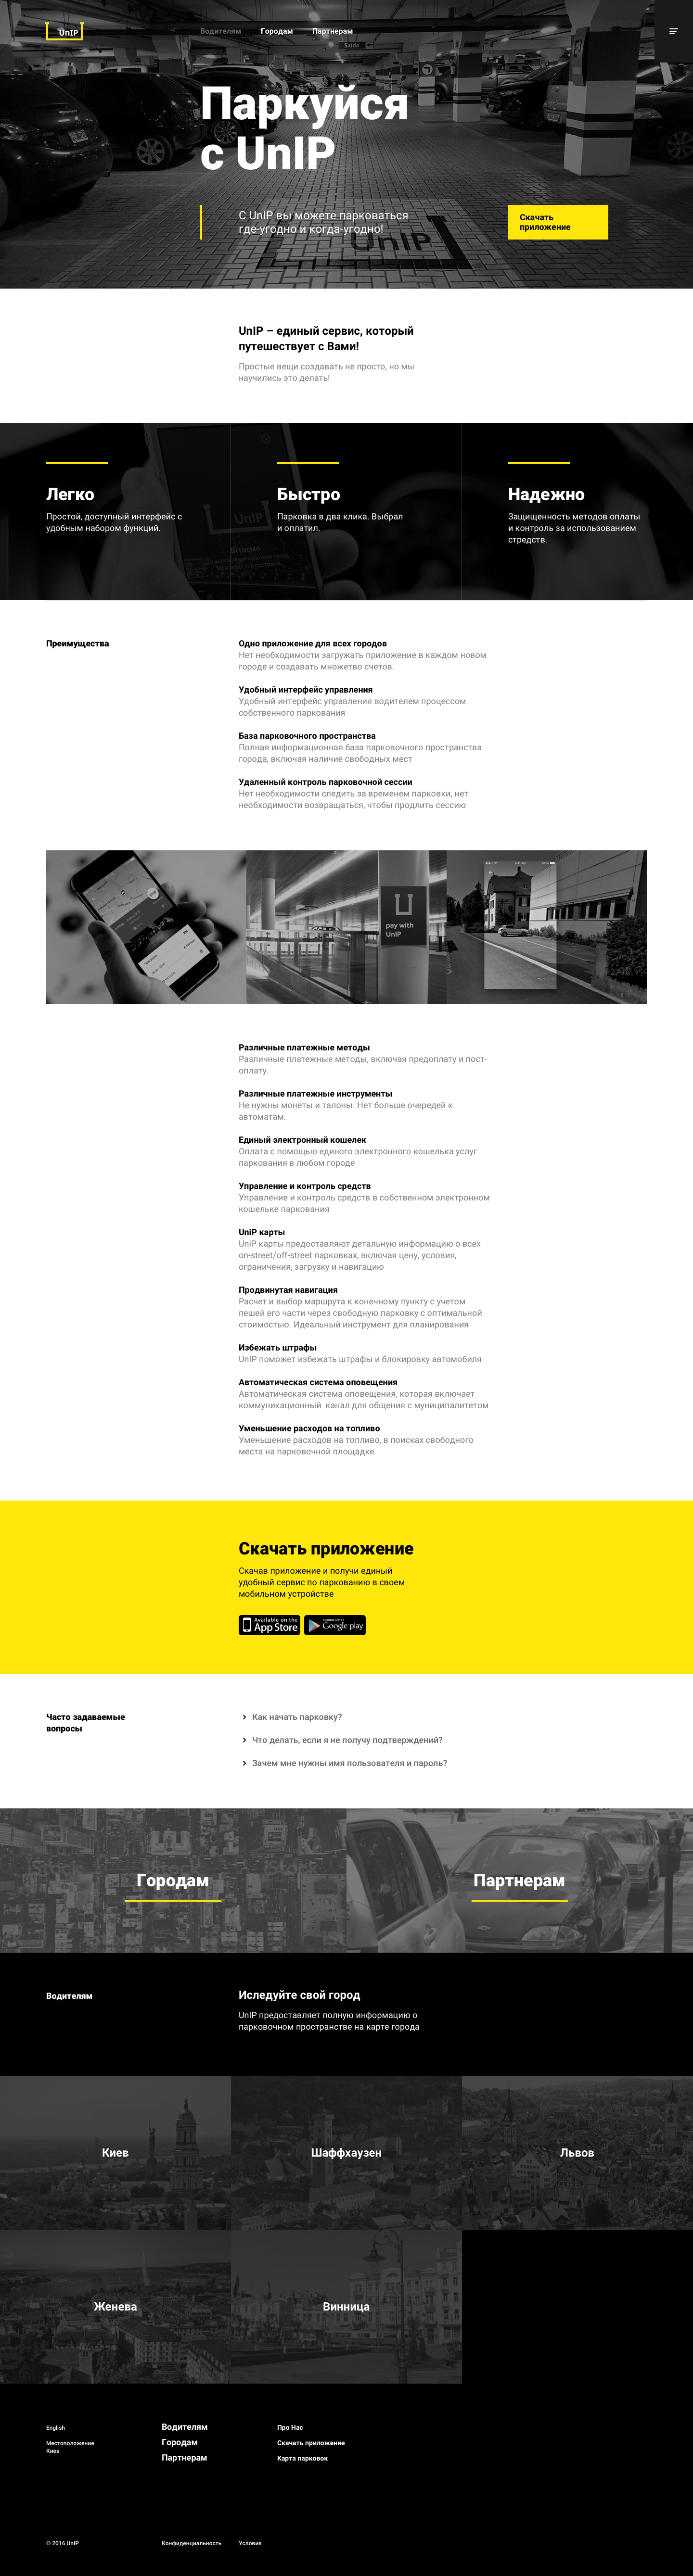 UnIP
Водителям
Городам
Партнерам
Saída
Паркуйся
с UnIP
С UnIP вы можете парковаться
где-угодно и когда-угодно!
UnIP
Скачать
приложение
UnIP – единый сервис, который
путешествует с Вами!
Простые вещи создавать не просто, но мы
научились это делать!
Легко
Простой, доступный интерфейс с
удобным набором функций.
UnIP
Быстро
Парковка в два клика. Выбрал
и оплатил.
Надежно
Защищенность методов оплаты
и контроль за использованием
стредств.
Преимущества
Одно приложение для всех городов
Нет необходимости загружать приложение в каждом новом
городе и создавать множетво счетов.
Удобный интерфейс управления
Удобный интерфейс управления водителем процессом
собственного паркования
База парковочного пространства
Полная информационная база парковочного пространства
города, включая наличие свободных мест
Удаленный контроль парковочной сессии
Нет необходимости следить за временем парковки, нет
необходимости возвращаться, чтобы продлить сессию
pay with
UnIP
Различные платежные методы
Различные платежные методы, включая предоплату и пост-
оплату.
Различные платежные инструменты
Не нужны монеты и талоны. Нет больше очередей к
автоматам.
Единый электронный кошелек
Оплата с помощью единого электронного кошелька услуг
паркования в любом городе
Управление и контроль средств
Управление и контроль средств в собственном электронном
кошельке паркования
UniP карты
UniP карты предоставляют детальную информацию о всех
on-street/off-street парковках, включая цену, условия,
ограничения, загрузку и навигацию
Продвинутая навигация
Расчет и выбор маршрута к конечному пункту с учетом
пешей его части через свободную парковку с оптимальной
стоимостью. Идеальный инструмент для планирования
Избежать штрафы
UnIP поможет избежать штрафы и блокировку автомобиля
Автоматическая система оповещения
Автоматическая система оповещения, которая включает
коммуникационный  канал для общения с муниципалитетом
Уменьшение расходов на топливо
Уменьшение расходов на топливо, в поисках свободного
места на парковочной площадке
Скачать приложение
Скачав приложение и получи единый
удобный сервис по паркованию в своем
мобильном устройстве
Available on the
App Store
ANDROID APP ON
Google play
Часто задаваемые
вопросы
Как начать парковку?
Что делать, если я не получу подтверждений?
Зачем мне нужны имя пользователя и пароль?
Городам
Партнерам
Водителям
Иследуйте свой город
UnIP предоставляет полную информацию о
парковочном пространстве на карте города
Киев
Шаффхаузен
Львов
Женева
Винница
English
Местоположение
Киев
Водителям
Городам
Партнерам
Про Нас
Скачать приложение
Карта парковок
© 2016 UnIP
Конфиденциальность
Условия